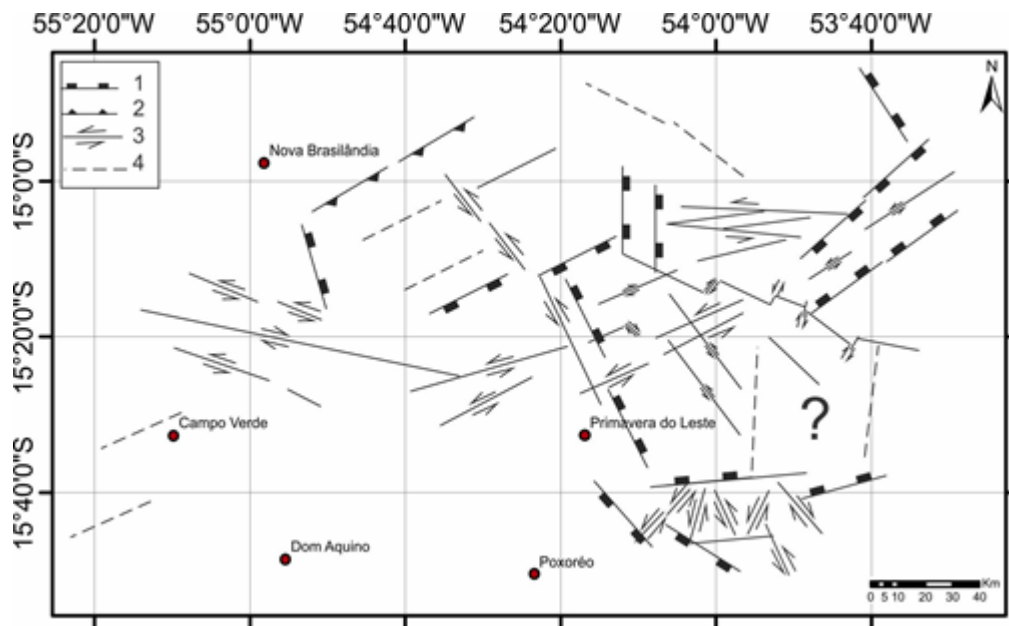 55°20'0"W 55°0'0"W 54°40'0"W 54°20'0"W 54°0'0"W 53°40'0"W
1
2
3
4
N
Nova Brasilândia
15°0'0"S
15°20'0"S
Campo Verde
Primavera do Leste
?
15°40'0"S
Dom Aquino
Poxoréo
Km
0 5 10 20 30 40